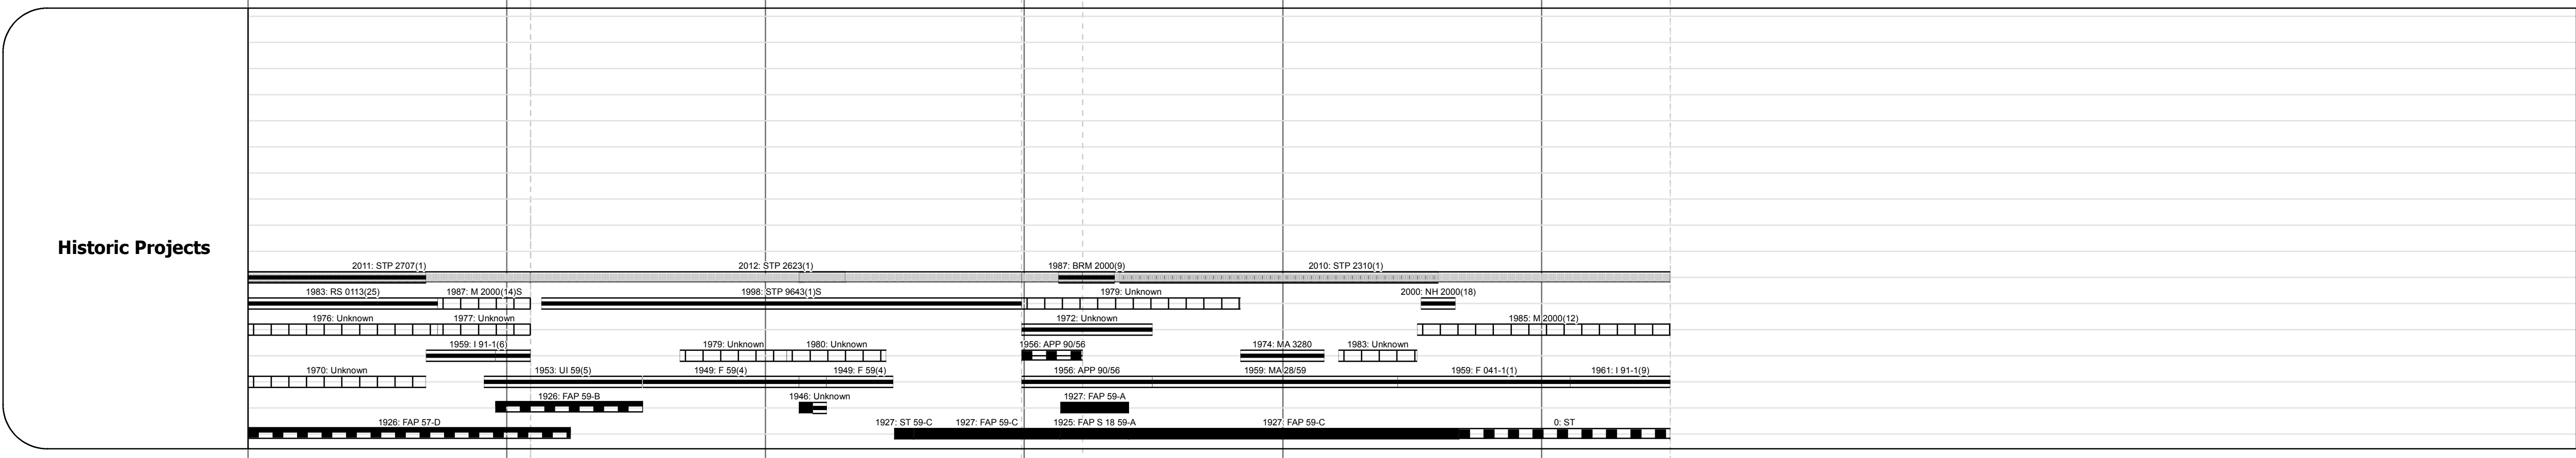 Historic Projects
2011: STP 2707(1) 2012: STP 2623(1) 1987: BRM 2000(9) 2010: STP 2310(1)
1983: RS 0113(25) 1987: M 2000(14)S 1998: STP 9643(1)S 1979: Unknown 2000: NH 2000(18)
1976: Unknown 1977: Unknown 1972: Unknown 1985: M 2000(12)
1959: I 91-1(6) 1979: Unknown 1980: Unknown 1956: APP 90/56 1974: MA 3280 1983: Unknown
1970: Unknown 1953: UI 59(5) 1949: F 59(4) 1949: F 59(4) 1956: APP 90/56 1959: MA 28/59 1959: F 041-1(1) 1961: I 91-1(9)
1926: FAP 59-B 1946: Unknown 1927: FAP 59-A
1926: FAP 57-D 1927: ST 59-C 1927: FAP 59-C 1925: FAP S 18 59-A 1927: FAP 59-C 0: ST